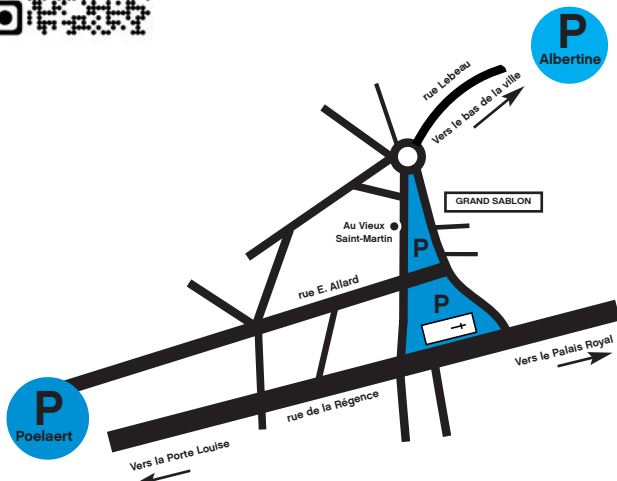 P
Albertine
rue Lebeau
Vers le bas de la ville
GRAND SABLON
Au Vieux
Saint-Martin
P
rue E. Allard
P
Vers le Palais Royal
P
Poelaert
rue de la Régence
Vers la Porte Louise